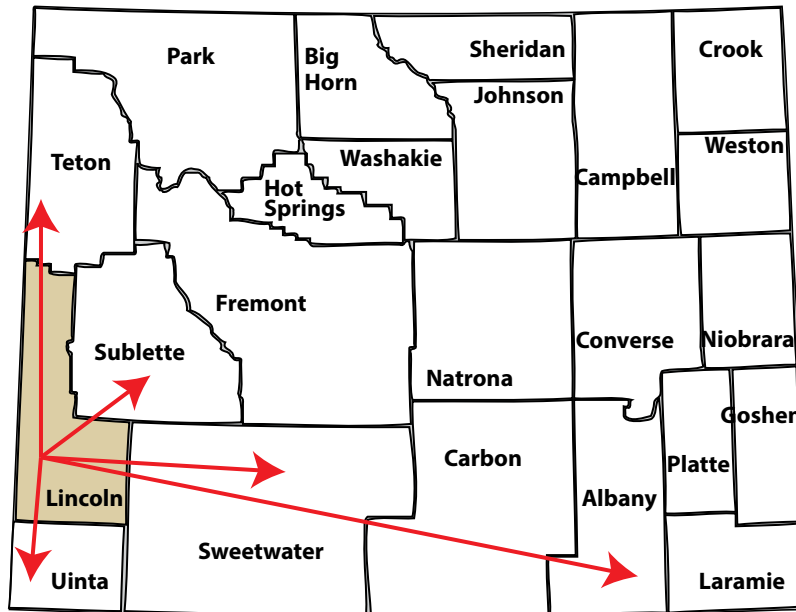 Park
Big
Horn
Sheridan
Crook
Johnson
Teton
Washakie
Weston
Campbell
Hot
Springs
Fremont
Sublette
Converse
Niobrara
Natrona
Goshen
Carbon
Platte
Lincoln
Albany
Sweetwater
Uinta
Laramie